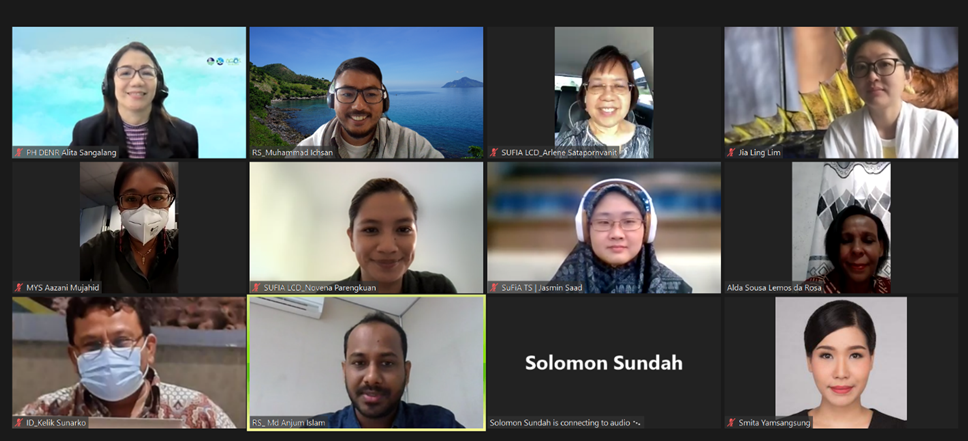 PH DENR Alita Sangalang
RS_Muhammad Ichsan
SUFIA LCD_Arlene Satapornvanit
Jia Ling Lim
MYS Aazani Mujahid
SUFIA LCD_Novena Parengkuan
SuFiA TS | Jasmin Saad
Alda Sousa Lemos da Rosa
ID_Kelik Sunarko
RS_ Md Anjum Islam
Solomon Sundah
Solomon Sundah is connecting to audio
Smita Yamsangsung